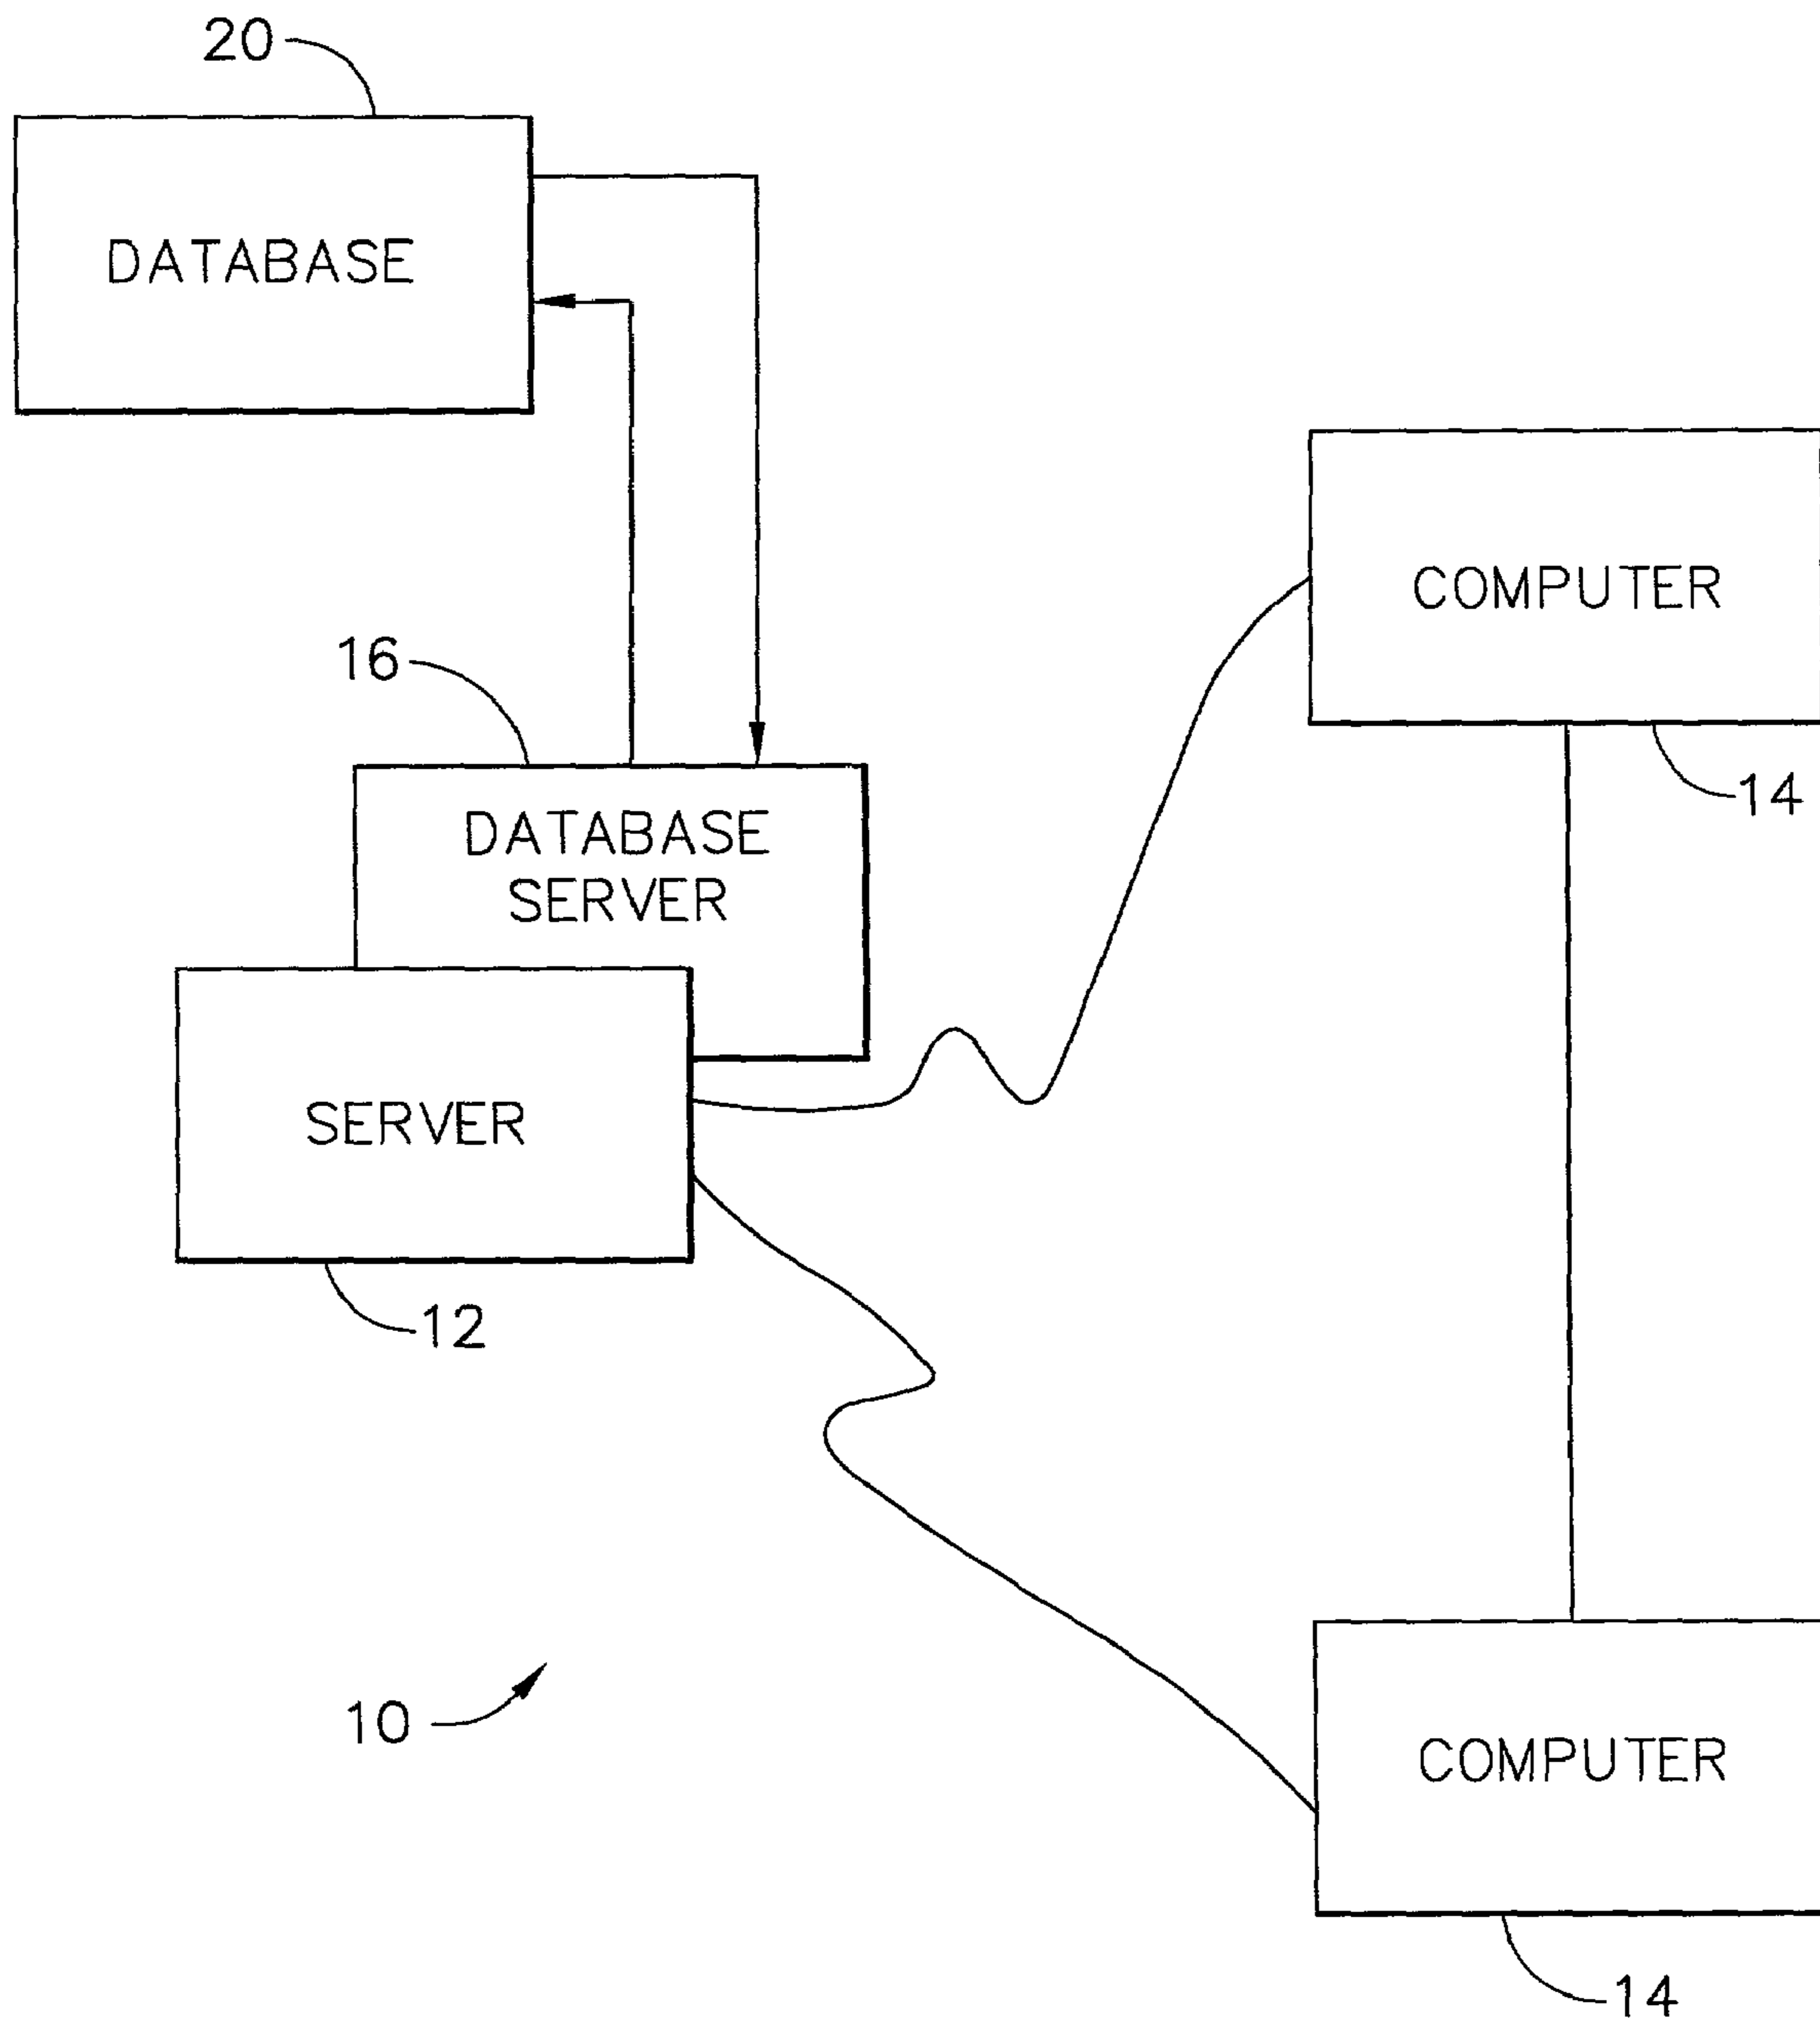 20
DATABASE
COMPUTER
16
14
DATABASE
SERVER
SERVER
12
10
COMPUTER
14